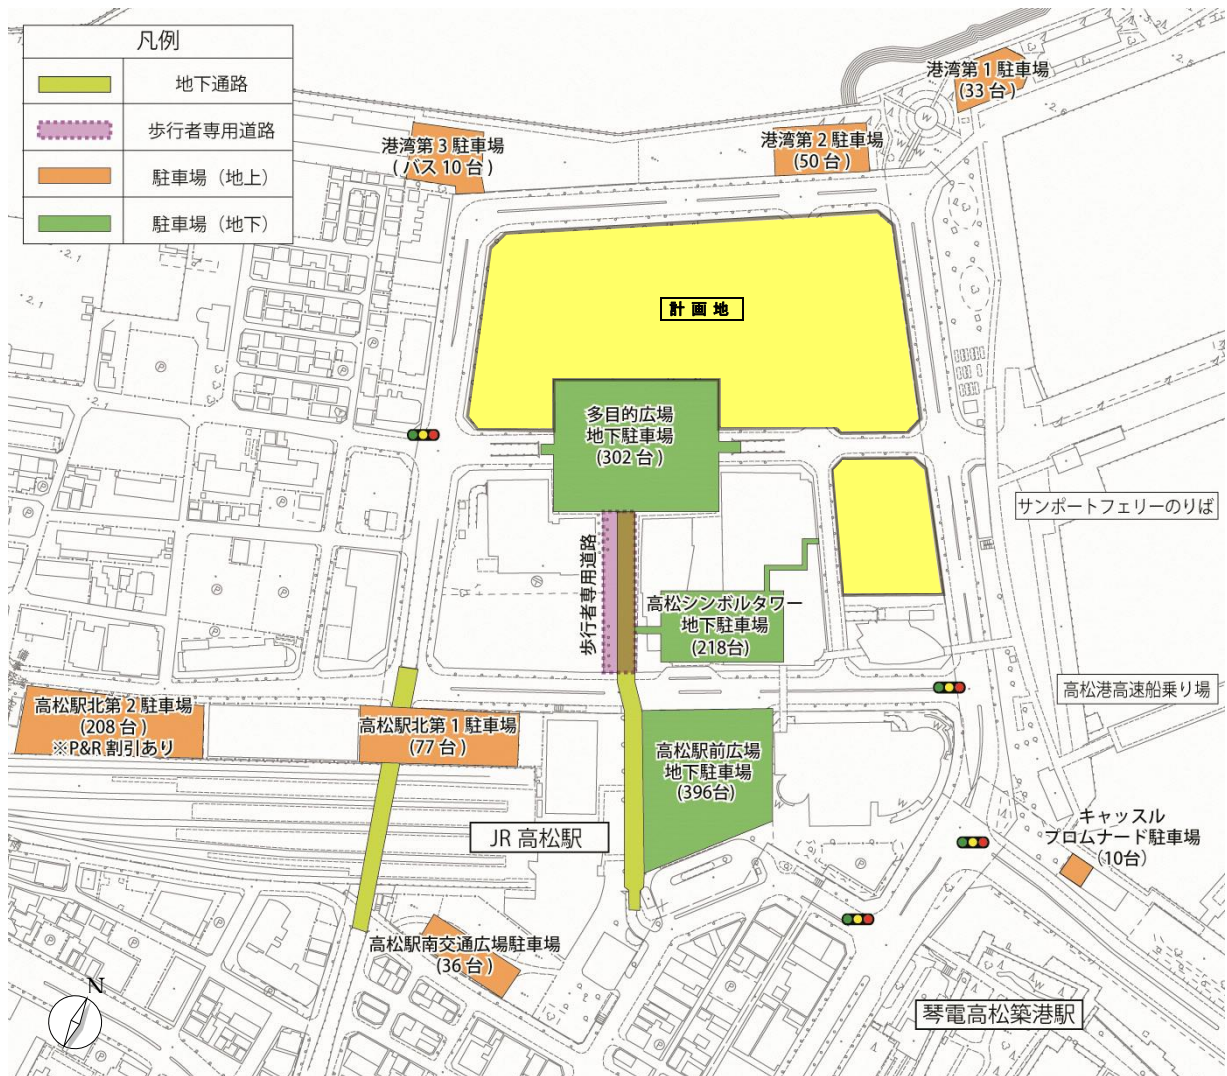 凡例
地下通路
歩行者専用道路
駐車場（地上）
駐車場（地下）
港湾第1駐車場
(33台)
港湾第2駐車場
(50台)
港湾第3駐車場
(バス10台)
計画地
多目的広場
地下駐車場
(302台)
サンポートフェリーのりば
歩行者専用道路
高松シンボルタワー
地下駐車場
(218台)
高松港高速船乗り場
高松駅北第2駐車場
(208台)
※P&R割引あり
高松駅北第1駐車場
(77台)
高松駅前広場
地下駐車場
(396台)
JR高松駅
キャッスル
プロムナード駐車場
(10台)
高松駅南交通広場駐車場
(36台)
琴電高松築港駅
N